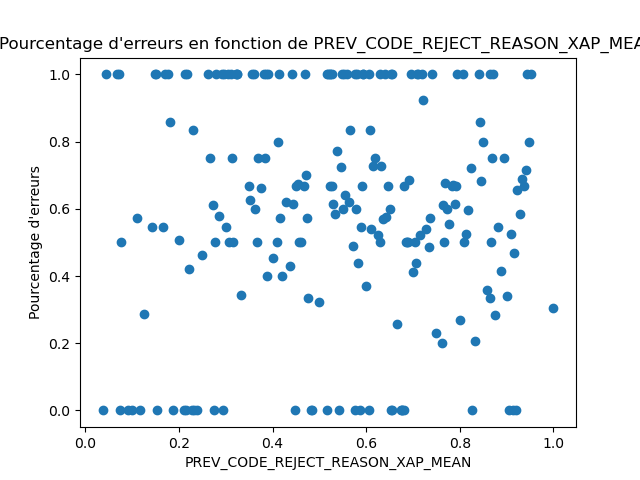 Pourcentage d'erreurs en fonction de PREV_CODE_REJECT_REASON_XAP_MEA
1.0
0.8
0.6
0.4
0.2
0.0
Pourcentage d'erreurs
0.0 0.2 0.4 0.6 0.8 1.0
PREV_CODE_REJECT_REASON_XAP_MEAN